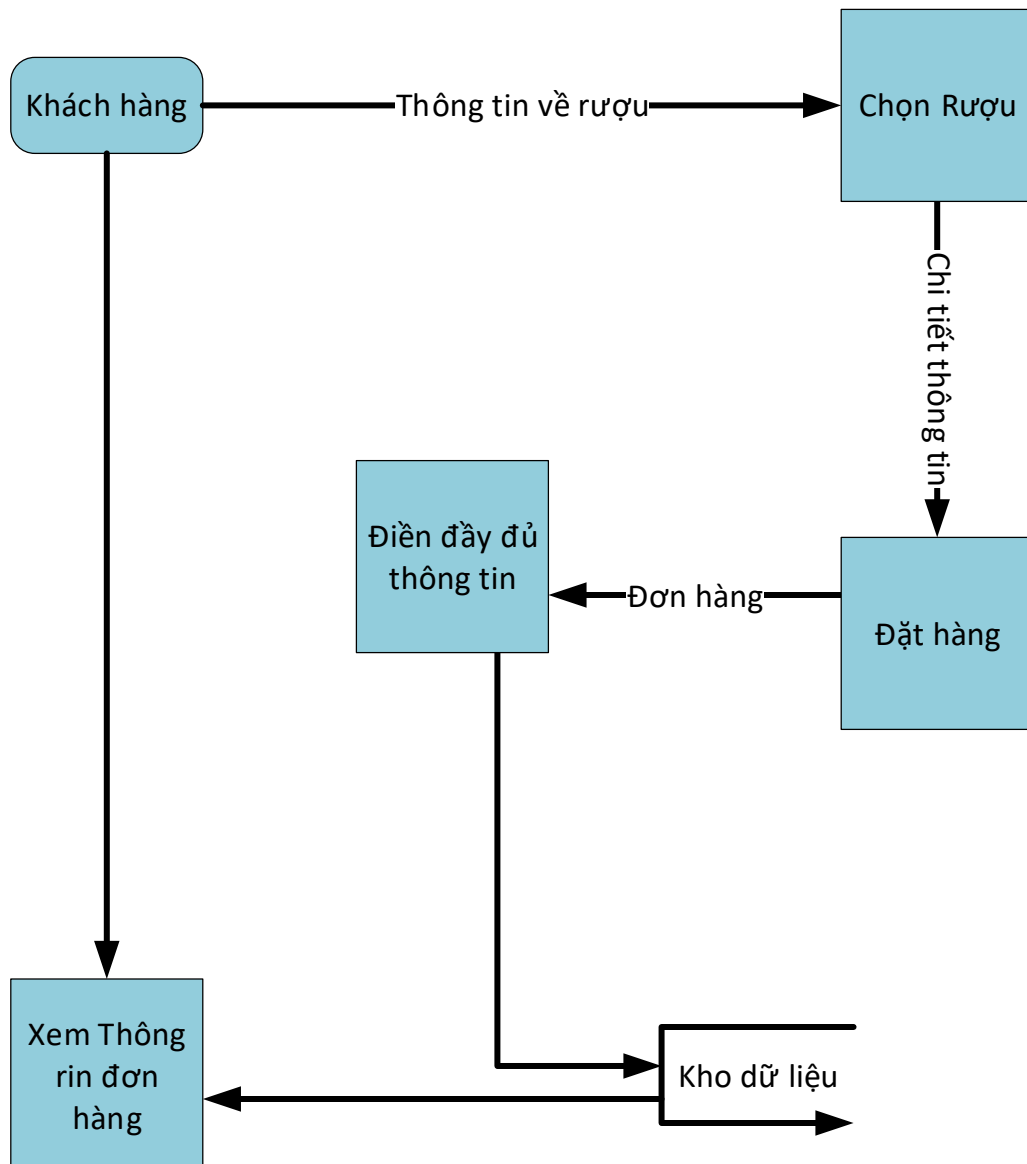 Khách hàng
Thông tin về rượu
Chọn Rượu
Chi tiết thông tin
Điền đầy đủ
thông tin
Đơn hàng
Đặt hàng
Xem Thông
rin đơn
hàng
Kho dữ liệu